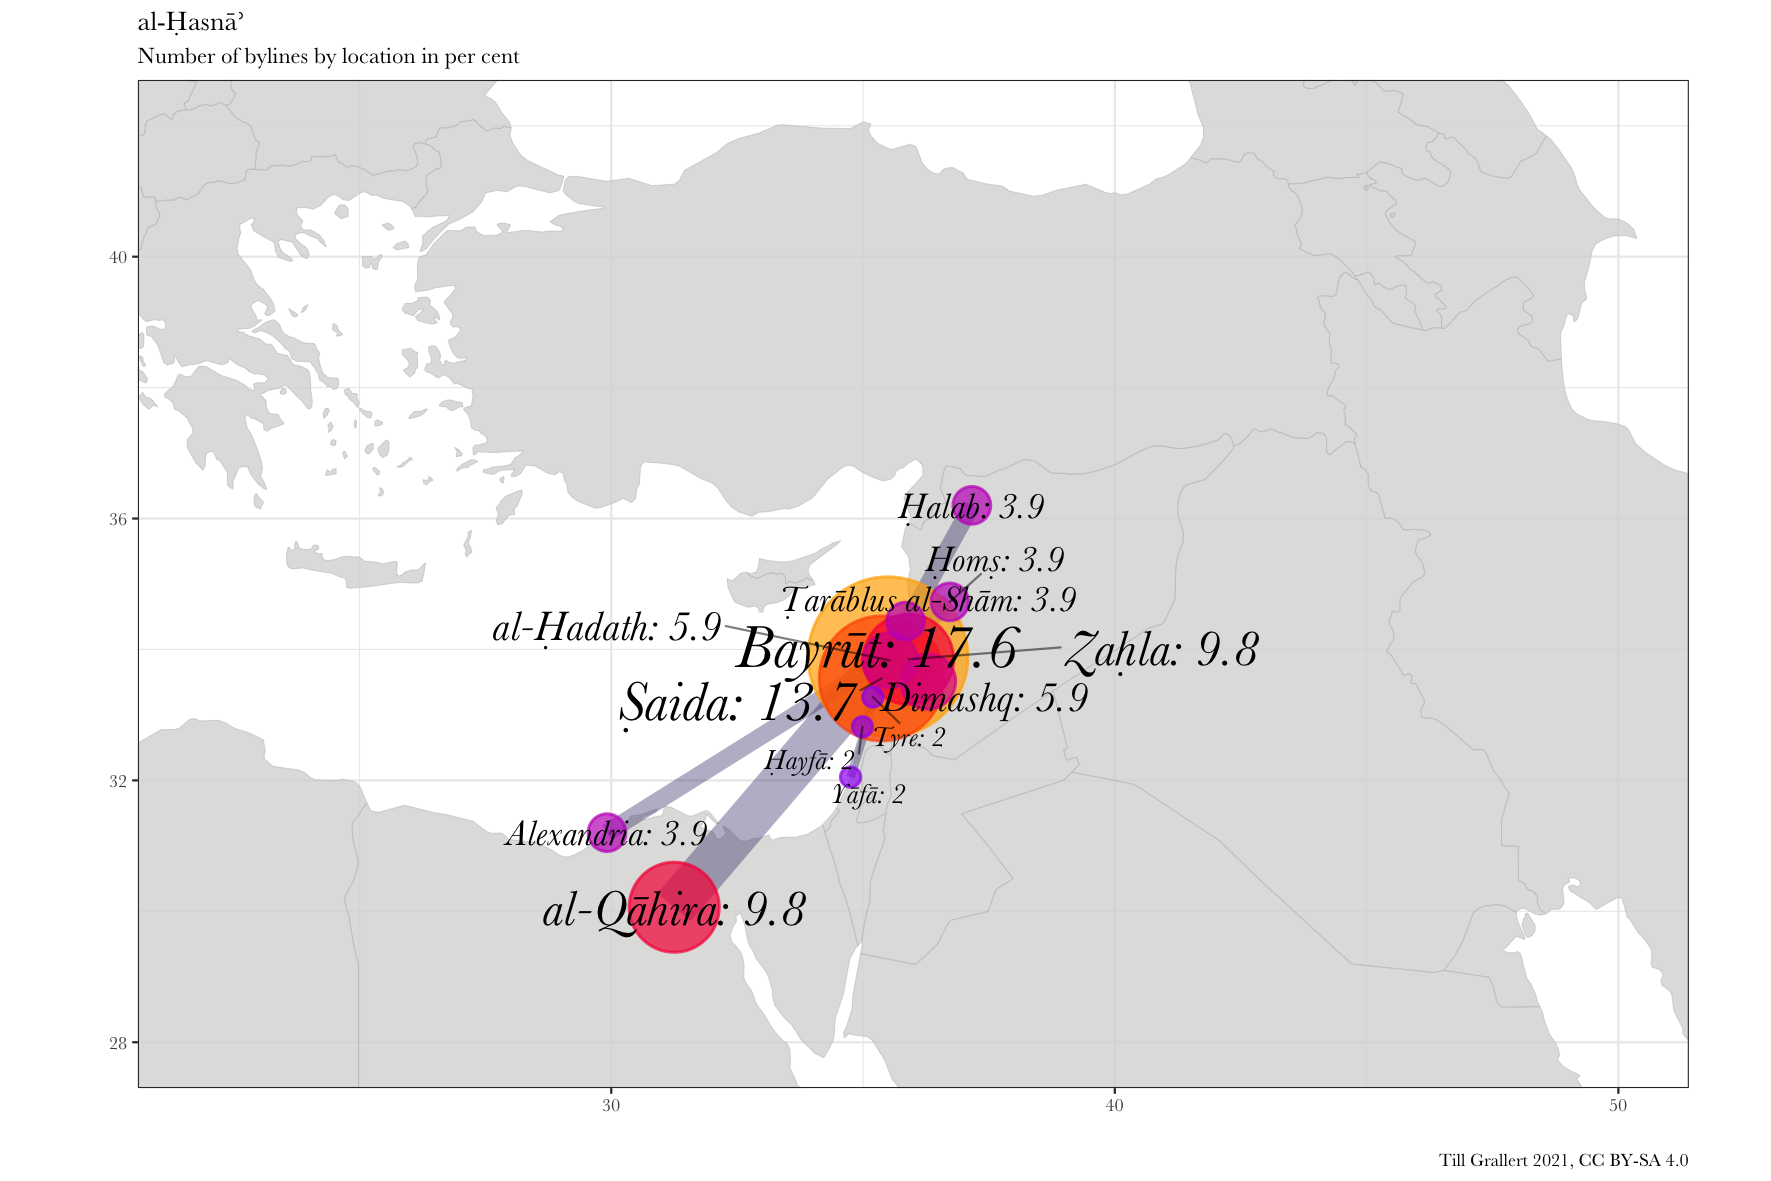 al-Ḥasnāʾ
Number of bylines by location in per cent
40
36
32
28
Ḥalab: 3.9
Ḥomṣ: 3.9
Ṭarāblus al-Shām: 3.9
al-Ḥadath: 5.9
Bayrūt: 17.6
Zaḥla: 9.8
Ṣaida: 13.7
Dimashq: 5.9
Tyre: 2
Ḥayfā: 2
Yāfā: 2
Alexandria: 3.9
al-Qāhira: 9.8
30
40
50
Till Grallert 2021, CC BY-SA 4.0